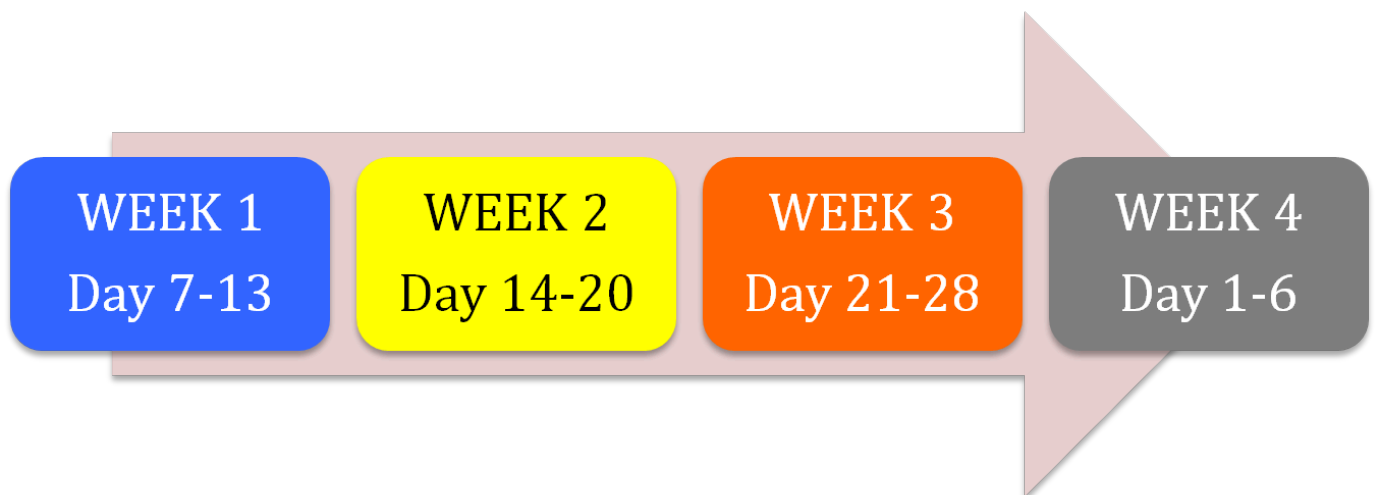 WEEK 1
Day 7-13
WEEK 2
Day 14-20
WEEK 3
Day 21-28
WEEK 4
Day 1-6